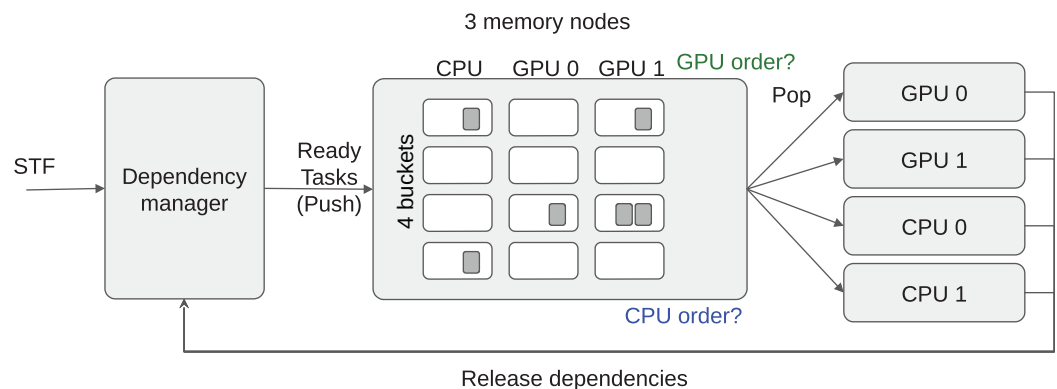 3 memory nodes
CPU GPU 0 GPU 1 GPU order?
Pop
GPU 0
STF
Dependency
manager
Ready
Tasks
(Push)
4 buckets
GPU 1
CPU 0
CPU 1
CPU order?
Release dependencies